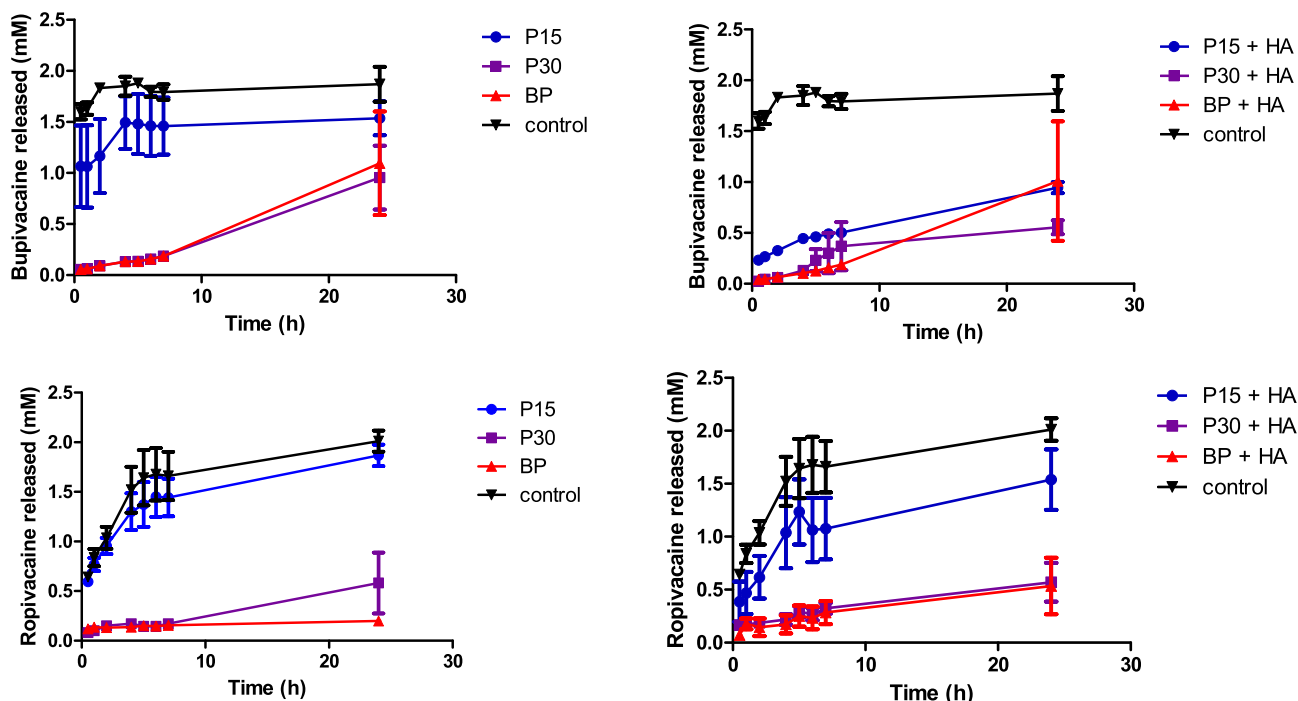 Bupivacaine released (mM)
2.5
2.0
1.5
1.0
0.5
0.0
0
10
20
30
Time (h)
P15
P30
BP
control
Bupivacaine released (mM)
2.5
2.0
1.5
1.0
0.5
0.0
0
10
20
30
Time (h)
P15 + HA
P30 + HA
BP + HA
control
Ropivacaine released (mM)
2.5
2.0
1.5
1.0
0.5
0.0
0
10
20
30
Time (h)
P15
P30
BP
control
Ropivacaine released (mM)
2.5
2.0
1.5
1.0
0.5
0.0
0
10
20
30
Time (h)
P15 + HA
P30 + HA
BP + HA
control